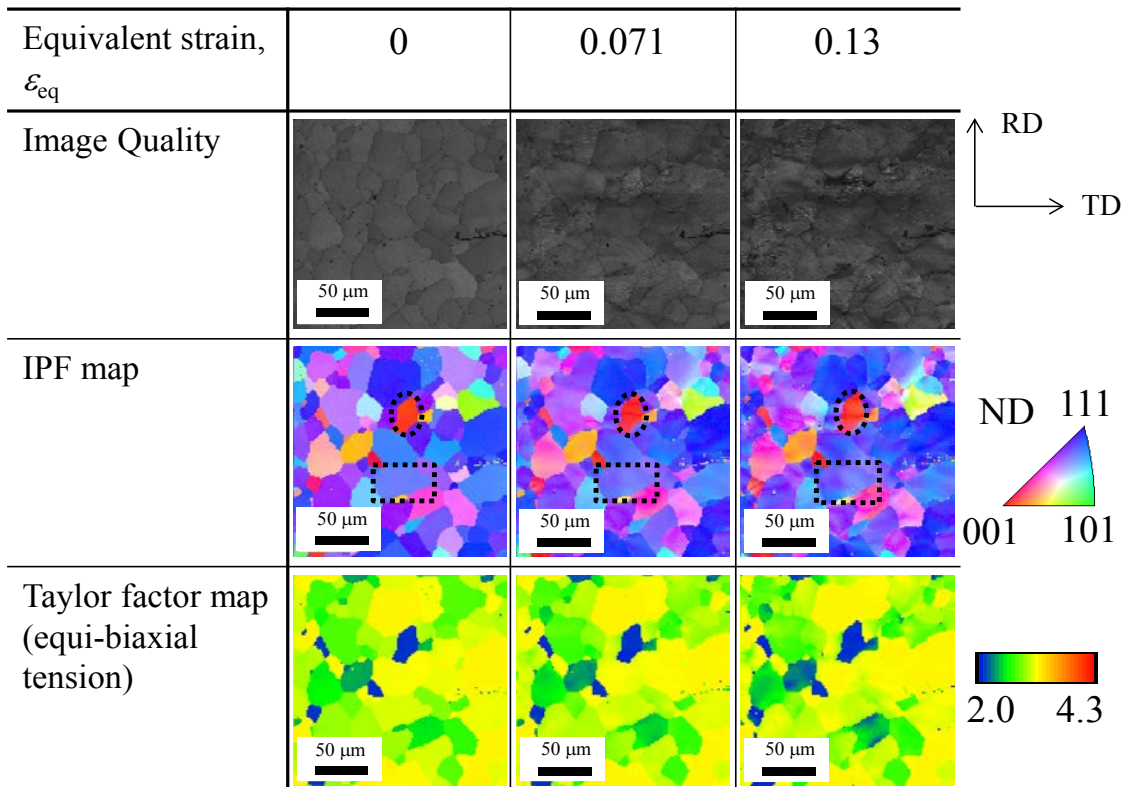 Equivalent strain, 0 0.071 0.13
εeq
Image Quality
RD
TD
50 μm 50 μm 50 μm
IPF map
ND 111
001 101
50 μm 50 μm 50 μm
Taylor factor map
(equi-biaxial
tension)
2.0 4.3
50 μm 50 μm 50 μm